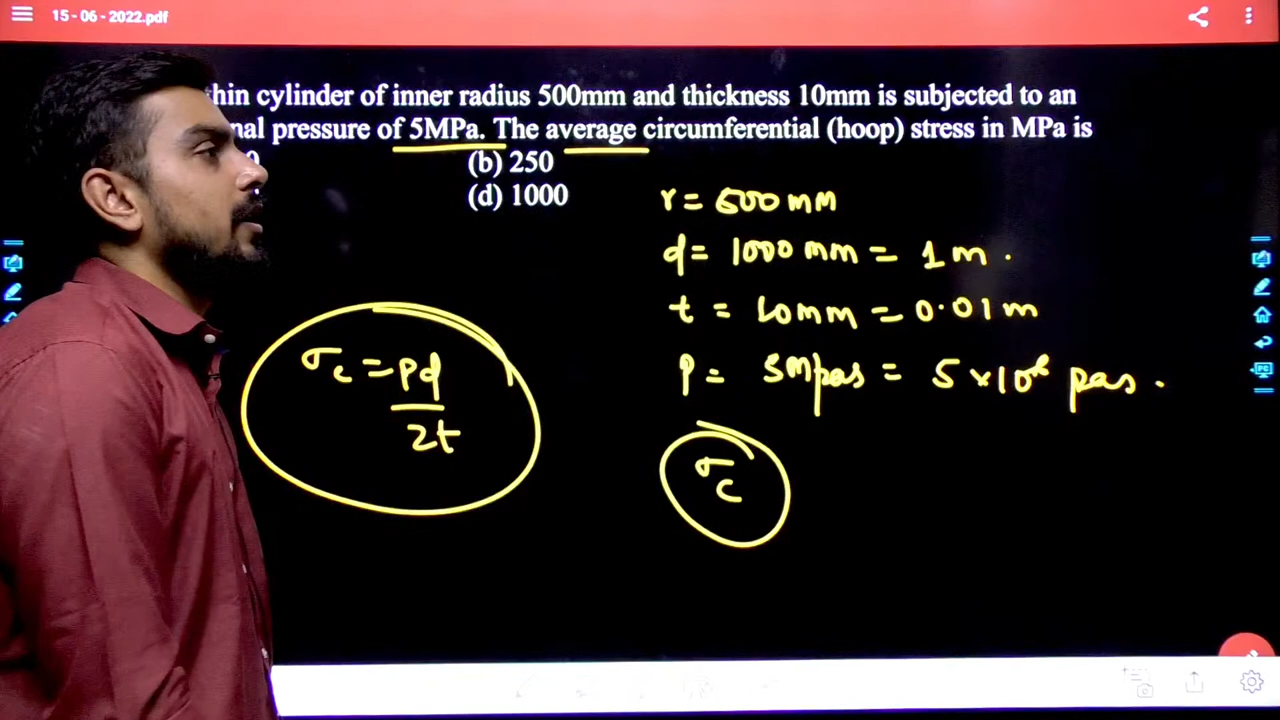 15 - 06 - 2022.pdf
cylinder of inner radius 500mm and thickness 10mm is subjected to an
pressure of 5MPa. The average circumferential (hoop) stress in MPa is
(b) 250
(d) 1000
r = 500 mm
d = 1000 mm = 1 m .
t = 10mm = 0.01 m
P = 5Mpas = 5 × 10⁶ pas .
σc = Pd
2t
σc
PC